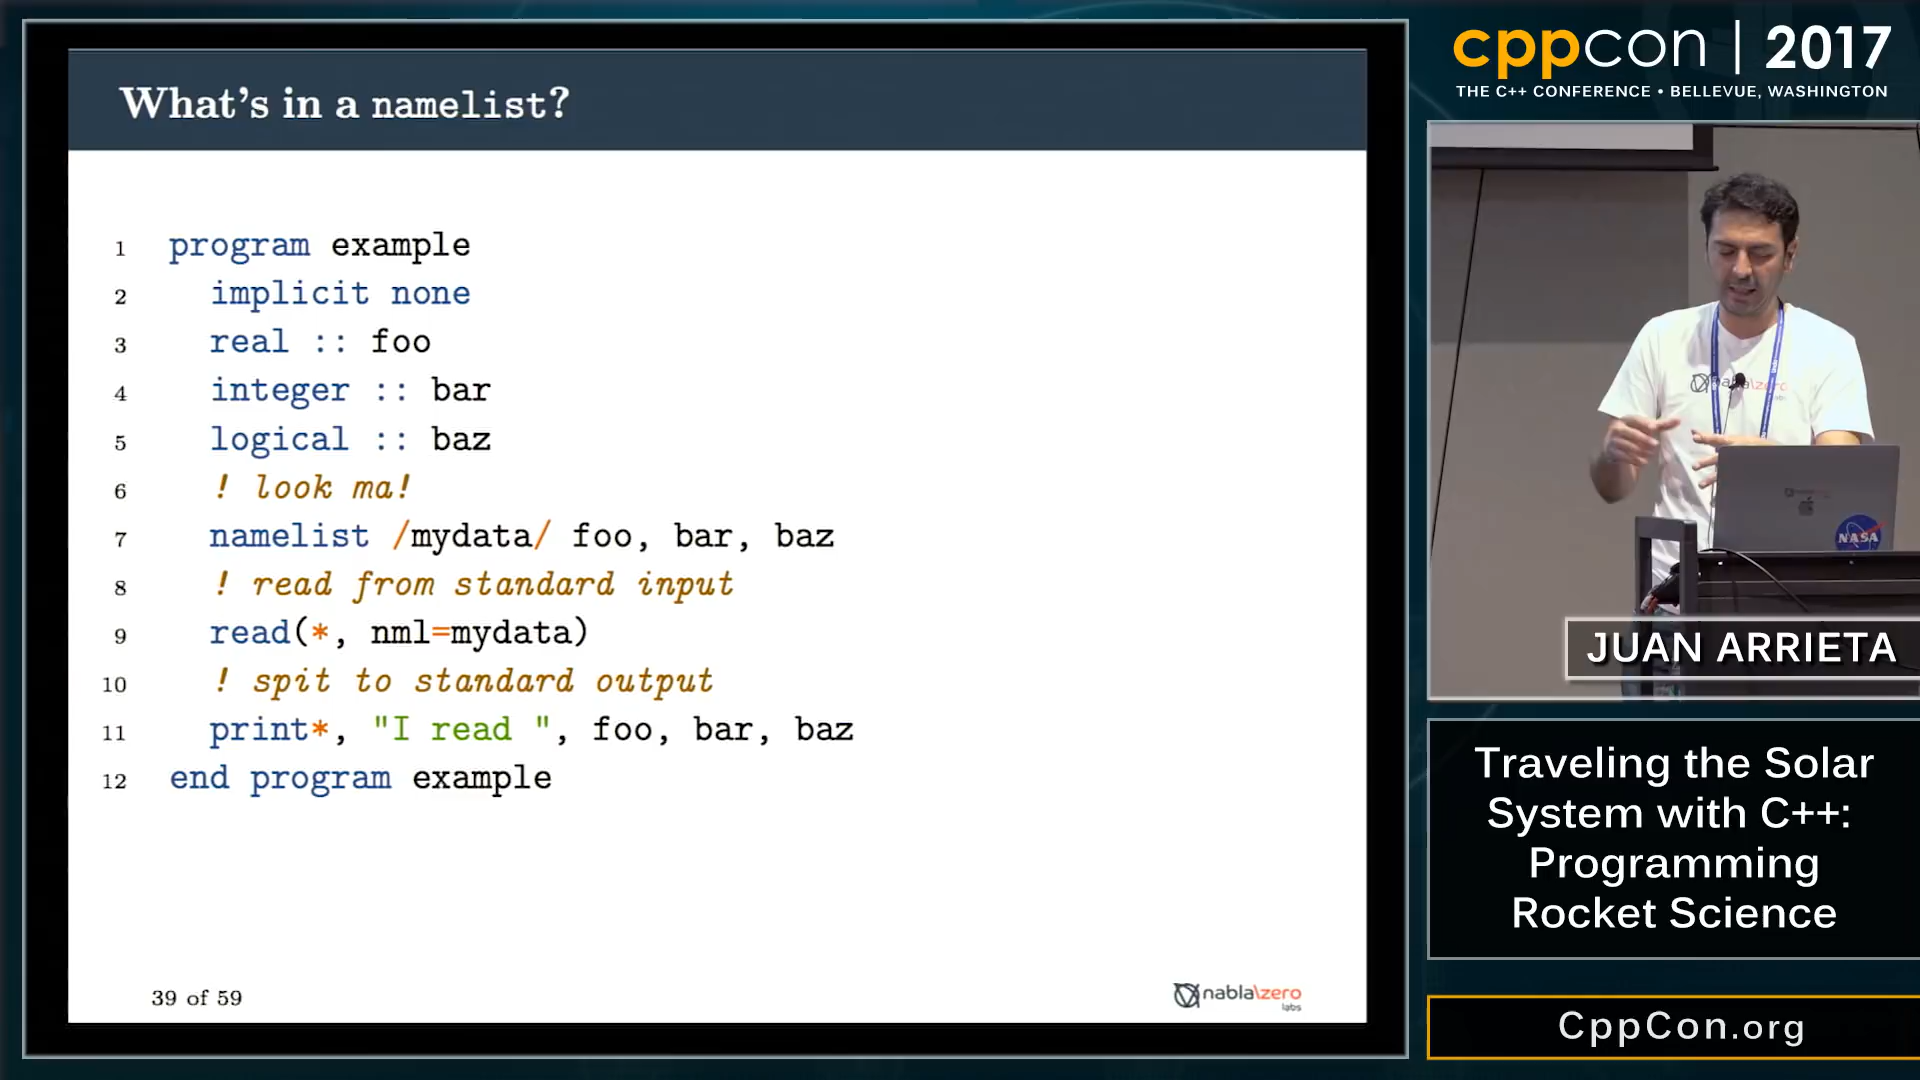 What's in a namelist?
1 program example
2 implicit none
3 real :: foo
4 integer :: bar
5 logical :: baz
6 ! look ma!
7 namelist /mydata/ foo, bar, baz
8 ! read from standard input
9 read(*, nml=mydata)
10 ! spit to standard output
11 print*, "I read ", foo, bar, baz
12 end program example
39 of 59
nabla\zero
labs
cppcon | 2017
THE C++ CONFERENCE • BELLEVUE, WASHINGTON
nabla\zero
labs
NASA
JUAN ARRIETA
Traveling the Solar
System with C++:
Programming
Rocket Science
CppCon.org